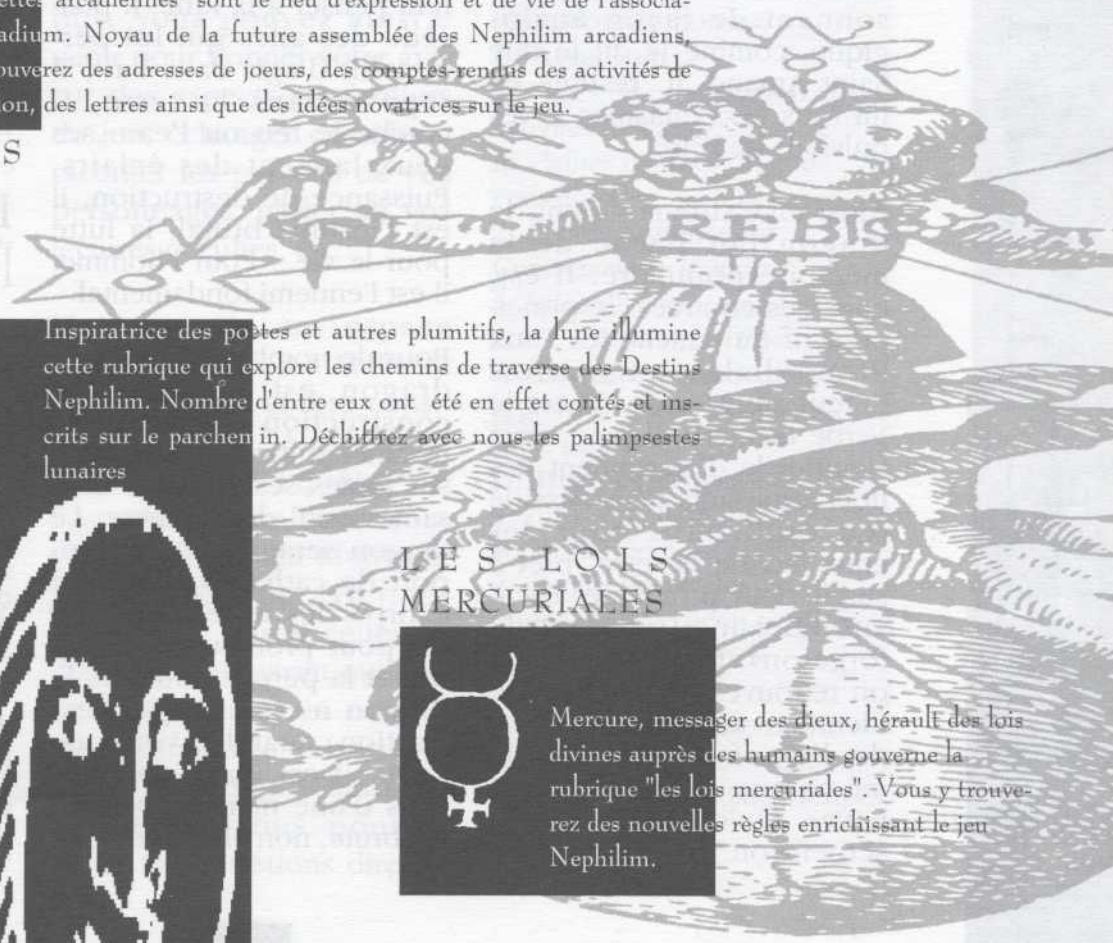 ettes arcadiennes" sont le lieu d'expression et de vie de l'associa-
adium. Noyau de la future assemblée des Nephilim arcadiens,
ouverez des adresses de joeurs, des comptes-rendus des activités de
ion, des lettres ainsi que des idées novatrices sur le jeu.
S
REBIS
Inspiratrice des poètes et autres plumitifs, la lune illumine
cette rubrique qui explore les chemins de traverse des Destins
Nephilim. Nombre d'entre eux ont été en effet contés et ins-
crits sur le parchemin. Déchiffrez avec nous les palimpsestes
lunaires
LES LOIS
MERCURIALES
Mercure, messager des dieux, hérault des lois
divines auprès des humains gouverne la
rubrique "les lois mercuriales". Vous y trouve-
rez des nouvelles règles enrichissant le jeu
Nephilim.